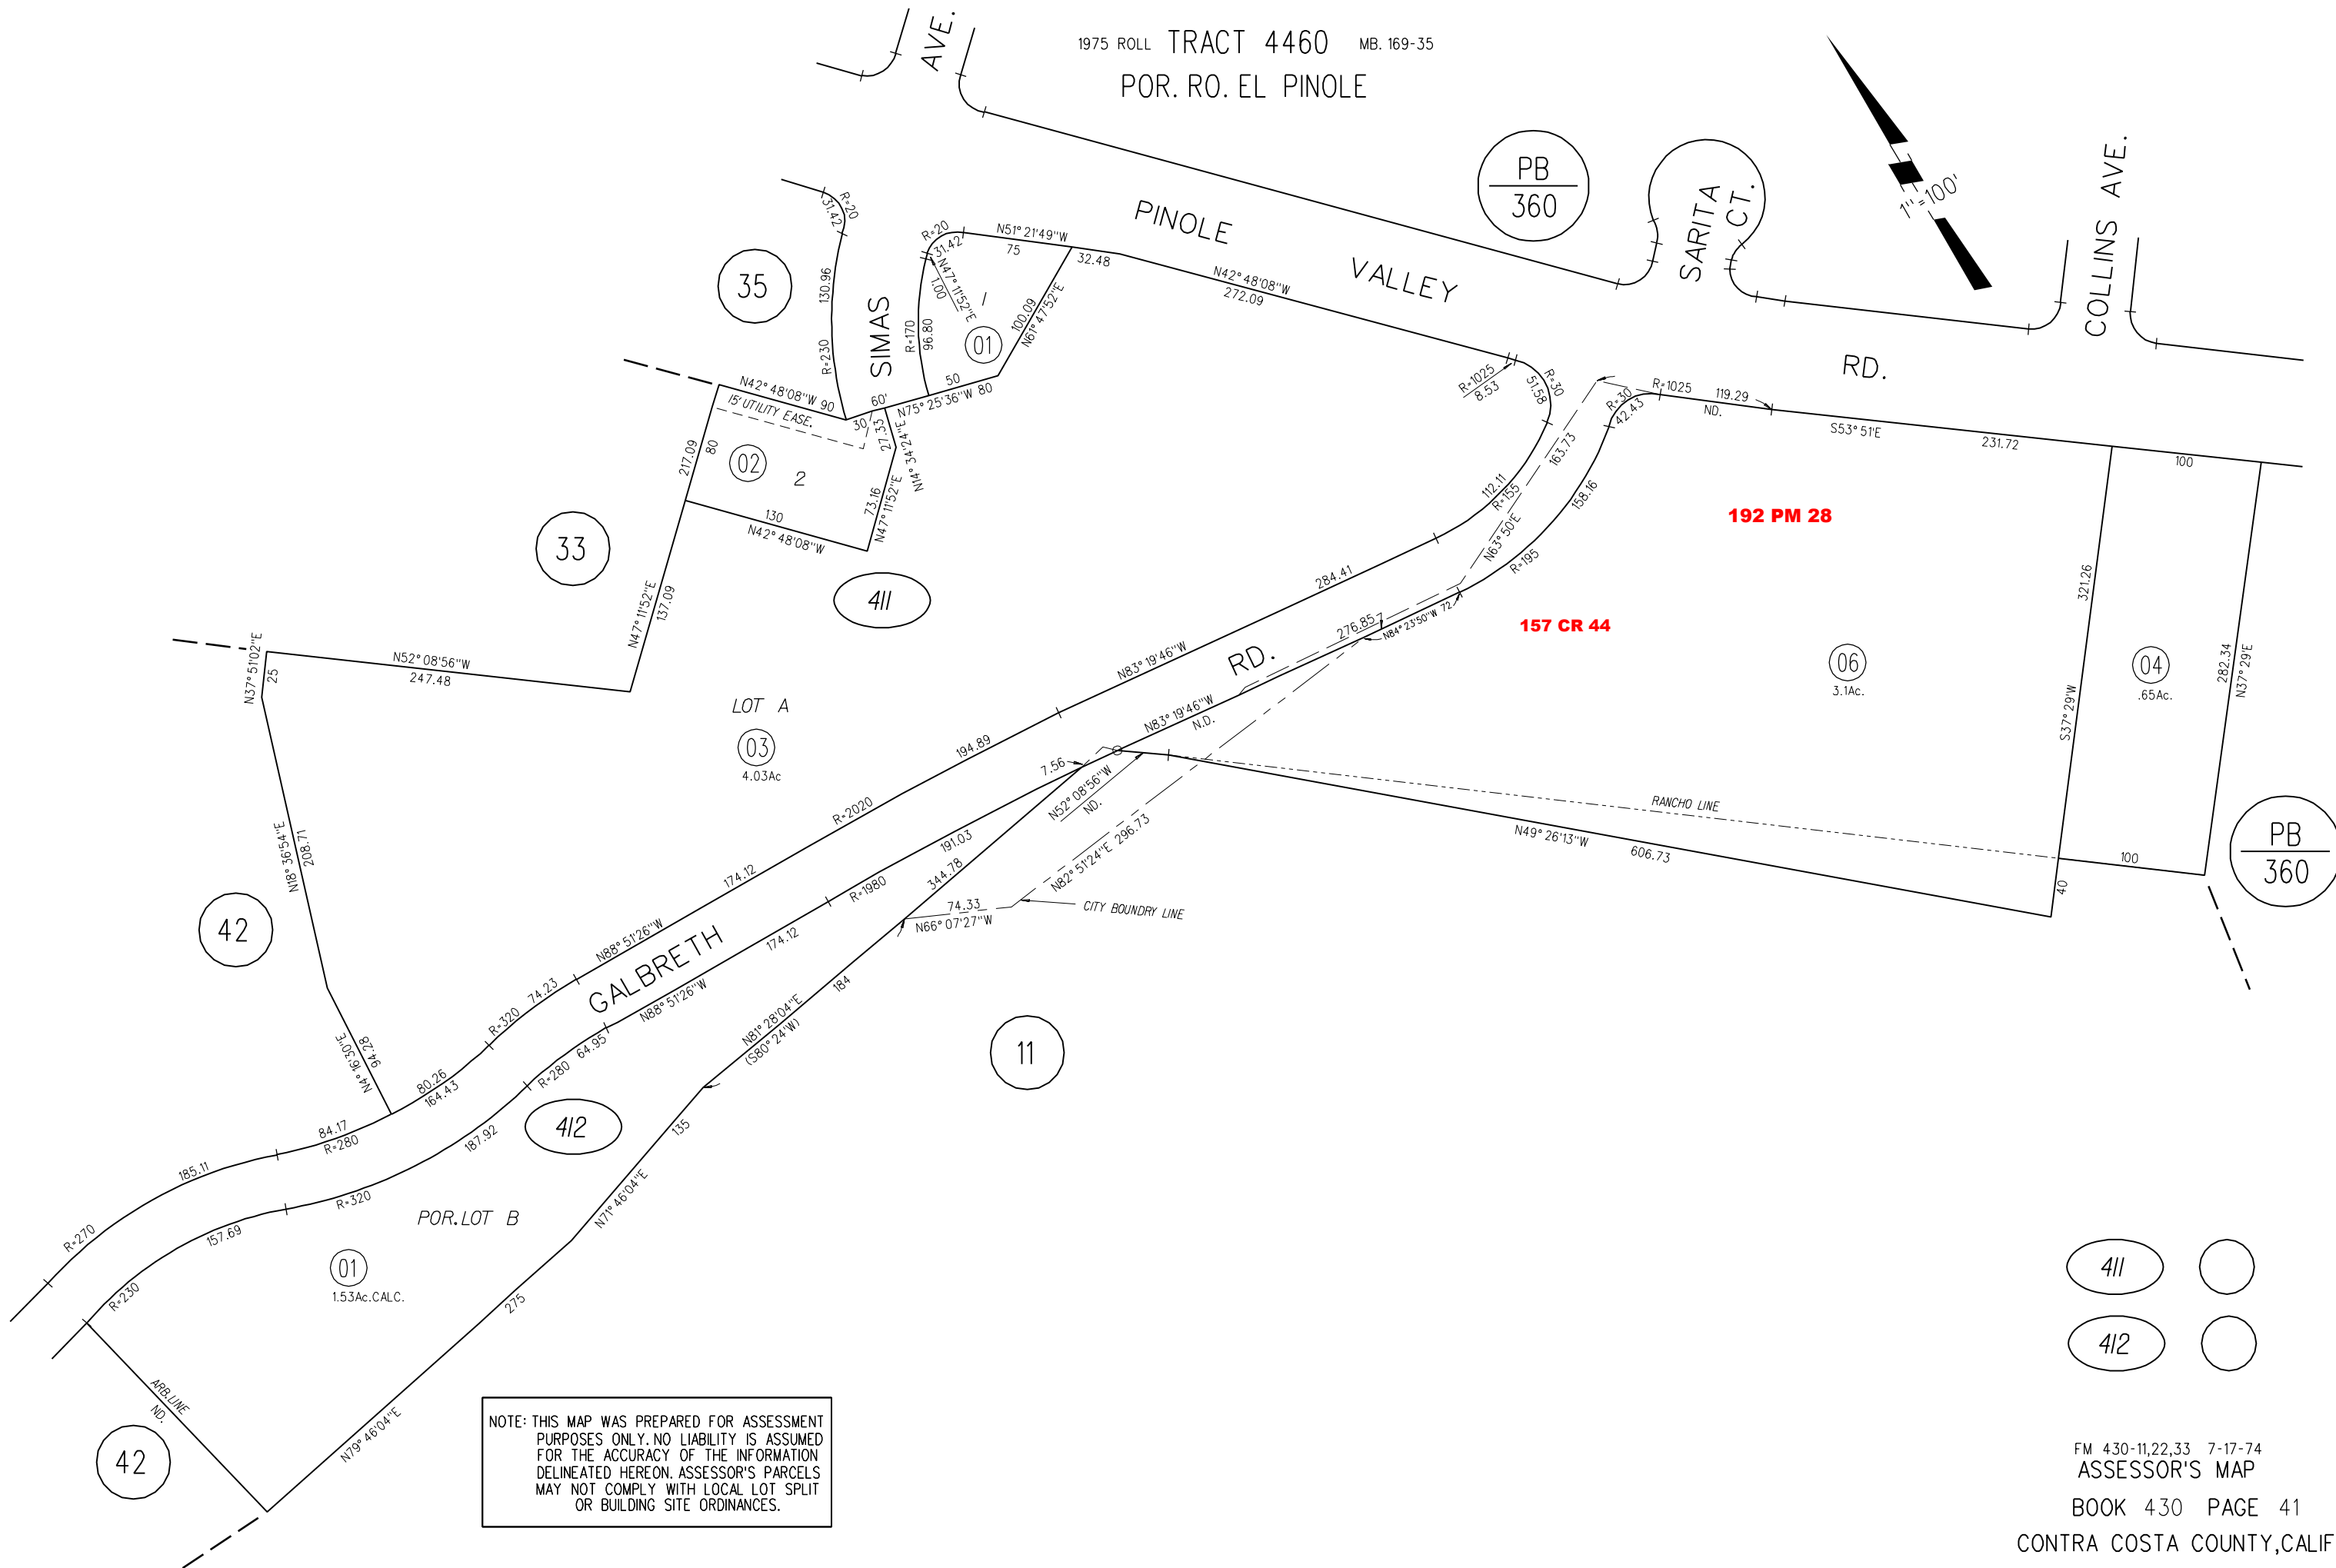 1975 ROLL TRACT 4460 MB. 169-35
POR. RO. EL PINOLE
AVE.
PB
360
SARITA
CT.
1"=100'
COLLINS AVE.
PINOLE
VALLEY
RD.
35
31.42
R=20
130.96
R=230
SIMAS
R=20
31.42
N47° 11'52"E
1.00
R=170
96.80
1
01
N51° 21'49"W
75
32.48
100.09
N61° 47'52"E
50
N75° 25'36"W 80
60'
30
27.33
N14° 34'24"E
N42° 48'08"W
272.09
R=1025
8.53
R=30
51.58
R=30
42.43
R=1025
119.29
ND.
S53° 51'E
231.72
100
N42° 48'08"W 90
15' UTILITY EASE.
217.09
80
02
2
73.16
N47° 11'52"E
130
N42° 48'08"W
33
411
N47° 11'52"E
137.09
N37° 51'02"E
25
N52° 08'56"W
247.48
112.11
R=155
163.73
N63° 50'E
158.16
R=195
192 PM 28
157 CR 44
284.41
276.85
N84° 23'50"W 72
RD.
N83° 19'46"W
N83° 19'46"W
N.D.
06
3.1Ac.
321.26
S37° 29'W
04
.65Ac.
282.34
N37° 29'E
LOT A
03
4.03Ac
194.89
R=2020
174.12
7.56
N52° 08'56"W
ND.
191.03
R=1980
344.78
N82° 51'24"E 296.73
74.33
N66° 07'27"W
CITY BOUNDRY LINE
RANCHO LINE
N49° 26'13"W
606.73
100
40
PB
360
N18° 36'54"E
208.71
42
N88° 51'26"W
GALBRETH
174.12
N88° 51'26"W
74.23
R=320
64.95
R=280
N4° 16'30"E
94.28
80.26
164.43
84.17
R=280
187.92
R=320
412
184
N81° 28'04"E
(S80° 24'W)
11
135
N71° 46'04"E
185.11
R=270
157.69
R=230
POR. LOT B
01
1.53Ac.CALC.
275
N79° 46'04"E
ARB.LINE
ND.
42
NOTE: THIS MAP WAS PREPARED FOR ASSESSMENT
PURPOSES ONLY. NO LIABILITY IS ASSUMED
FOR THE ACCURACY OF THE INFORMATION
DELINEATED HEREON. ASSESSOR'S PARCELS
MAY NOT COMPLY WITH LOCAL LOT SPLIT
OR BUILDING SITE ORDINANCES.
411
412
FM 430-11,22,33 7-17-74
ASSESSOR'S MAP
BOOK 430 PAGE 41
CONTRA COSTA COUNTY, CALIF